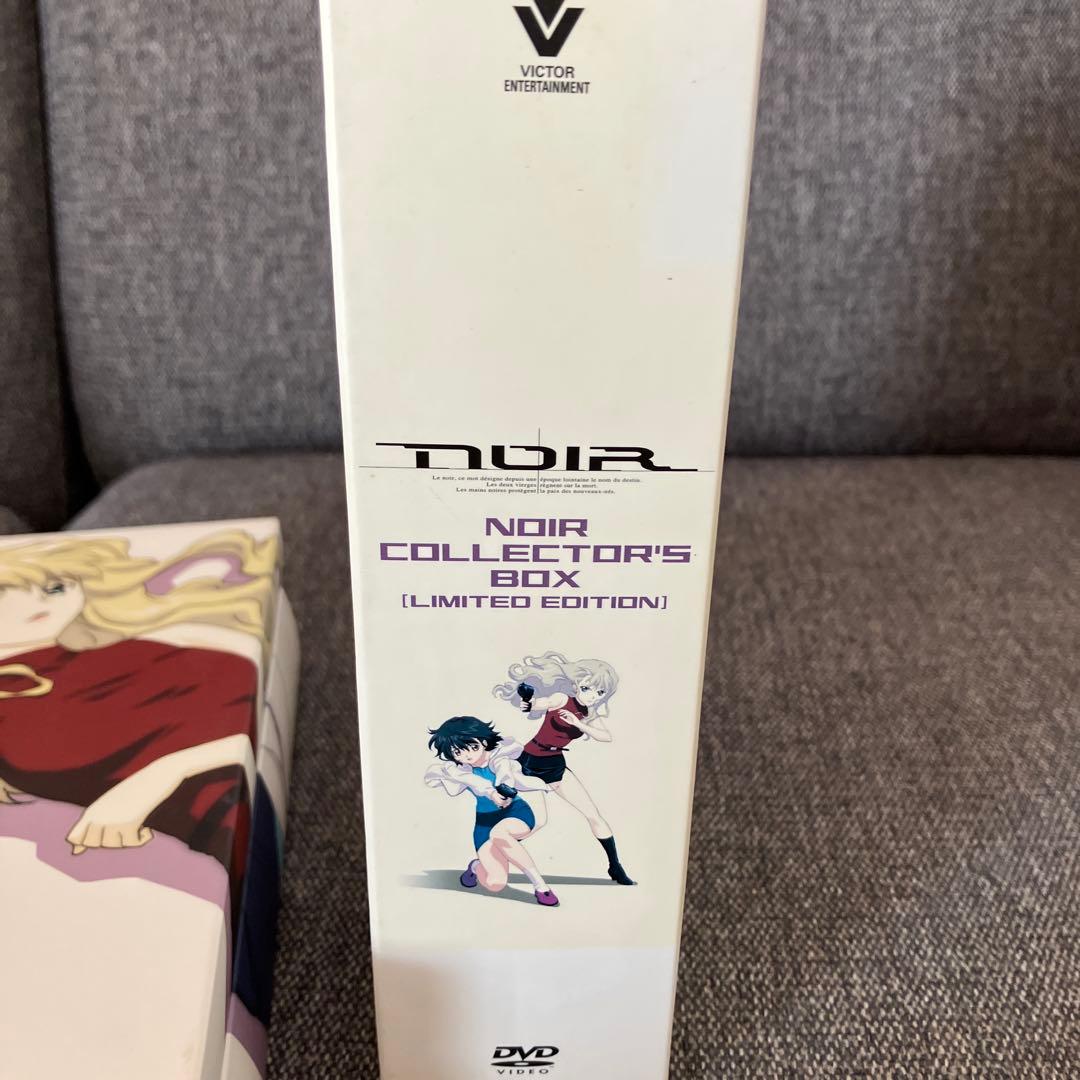 VICTOR
ENTERTAINMENT
NOIR
Le noir, ce mot désigne depuis une époque lointaine le nom du destin.
Les deux vierges règnent sur la mort.
Les mains noires protègent la paix des nouveaux-nés.
NOIR
COLLECTOR'S
BOX
[LIMITED EDITION]
DVD
VIDEO